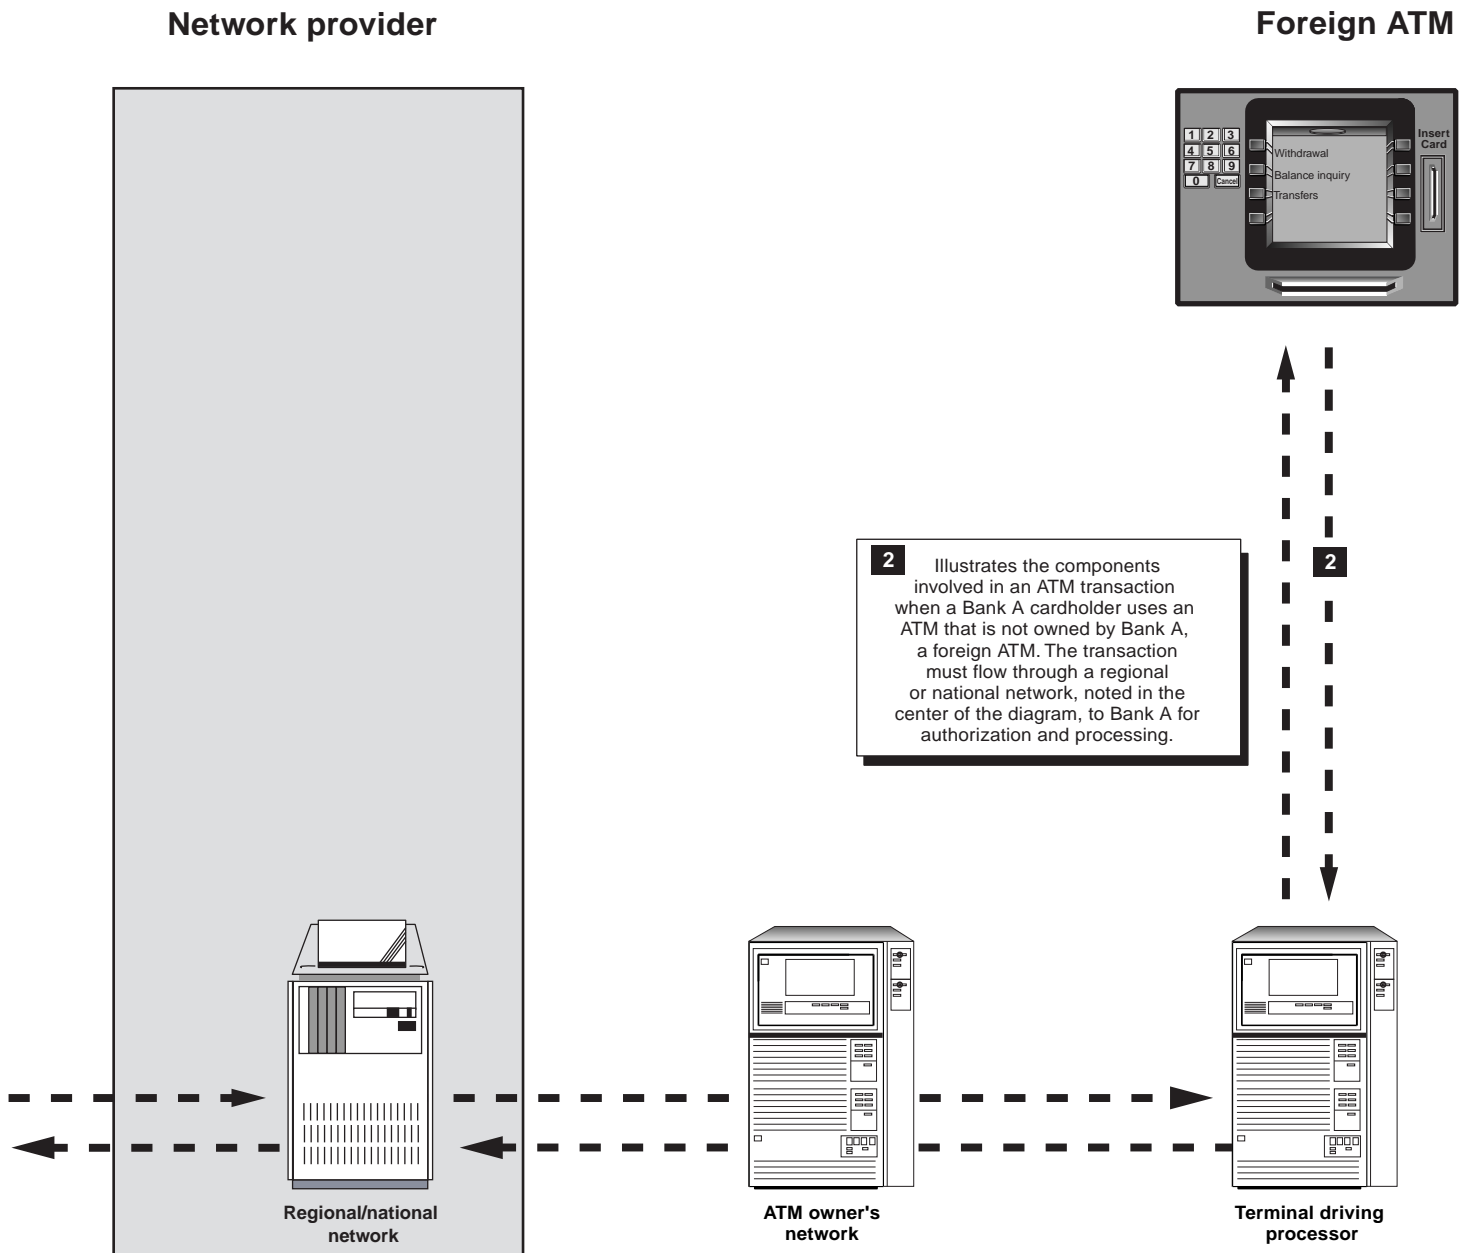 Network provider
Foreign ATM
1 2 3
4 5 6
7 8 9
0 Cancel
Withdrawal
Balance inquiry
Transfers
Insert
Card
2
2 Illustrates the components
involved in an ATM transaction
when a Bank A cardholder uses an
ATM that is not owned by Bank A,
a foreign ATM. The transaction
must flow through a regional
or national network, noted in the
center of the diagram, to Bank A for
authorization and processing.
Regional/national
network
ATM owner's
network
Terminal driving
processor